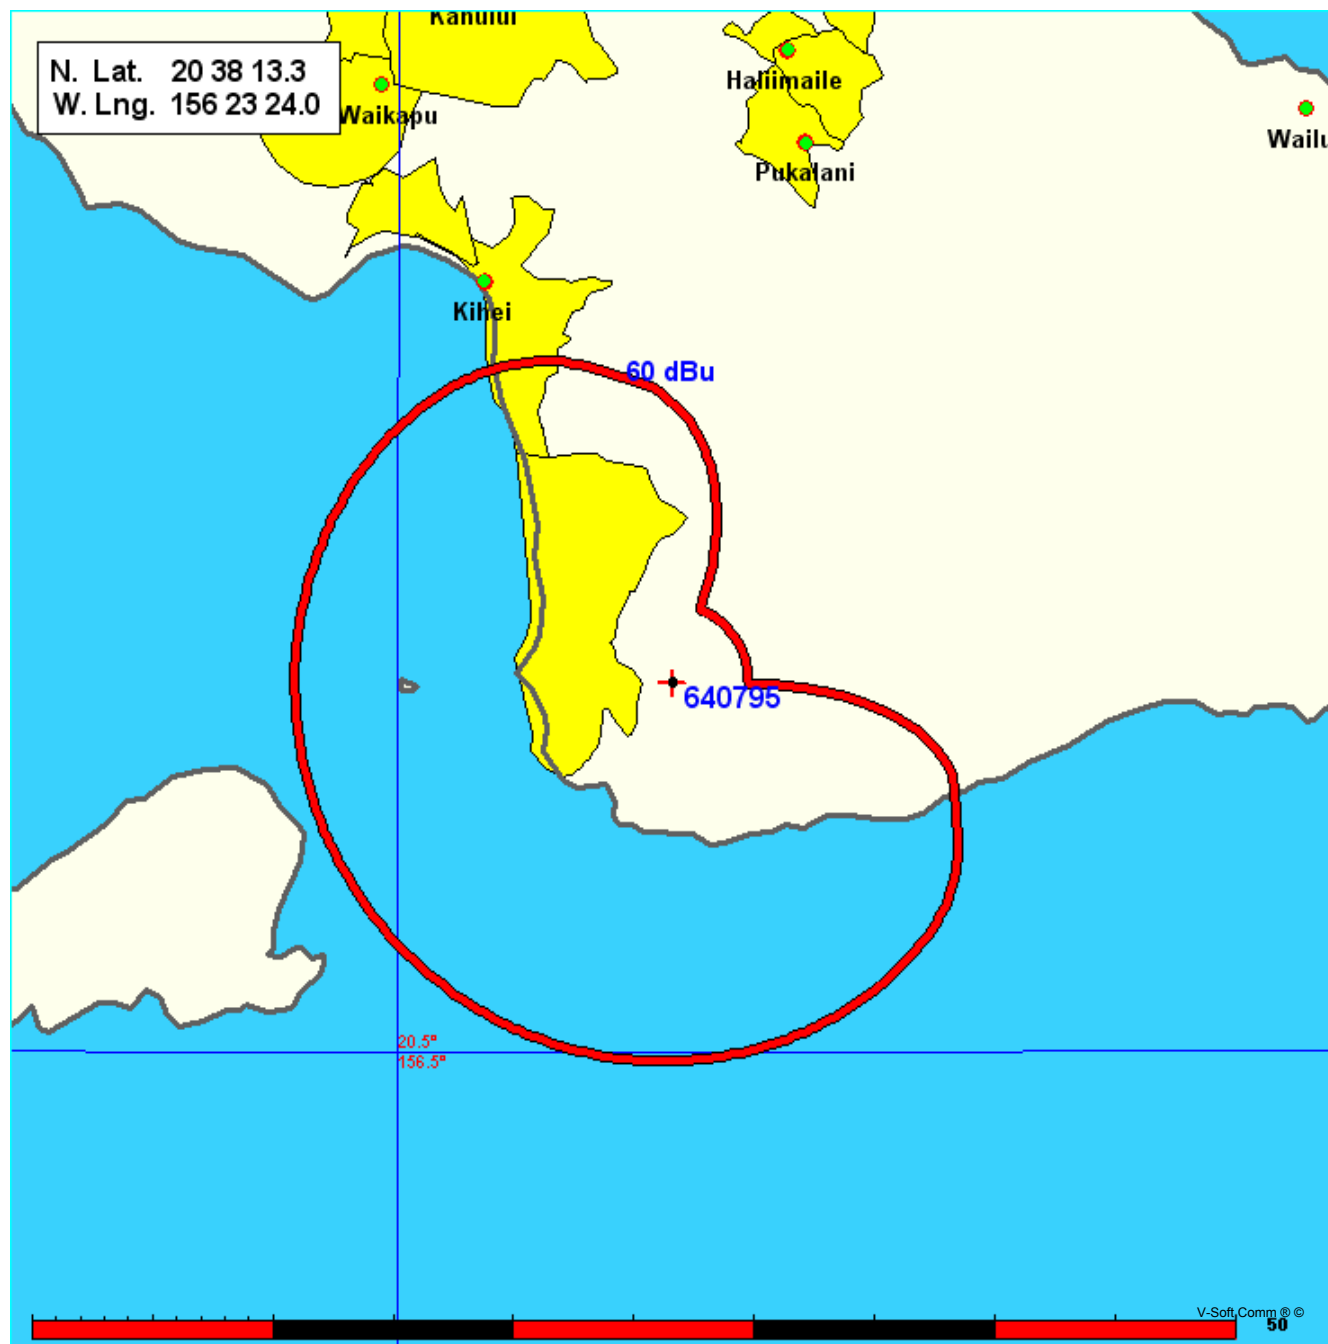 Kahului
N. Lat. 20 38 13.3
W. Lng. 156 23 24.0
Haliimaile
Waikapu
Wailu
Pukalani
Kihei
60 dBu
640795
20.5°
156.5°
V-Soft Comm ® ©
50